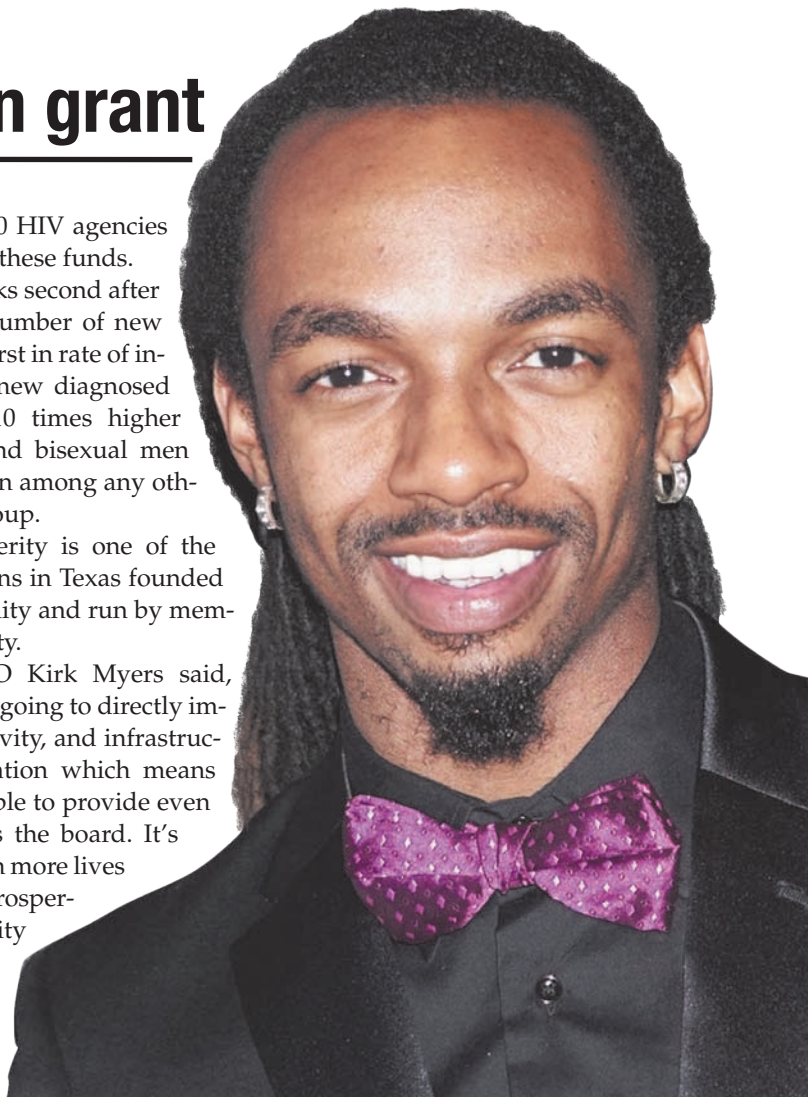 n grant
0 HIV agencies
these funds.
ks second after
umber of new
rst in rate of in-
new diagnosed
10 times higher
nd bisexual men
n among any oth-
oup.
erity is one of the
ns in Texas founded
ity and run by mem-
ty.
O Kirk Myers said,
going to directly im-
vity, and infrastruc-
ation which means
ble to provide even
s the board. It's
n more lives
rosper-
ity